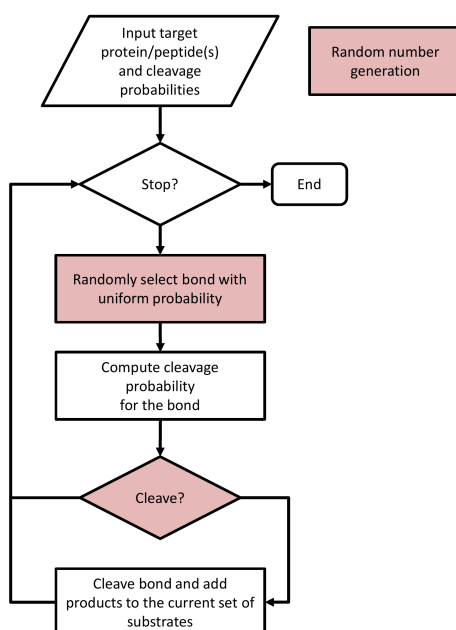 Input target
protein/peptide(s)
and cleavage
probabilities
Random number
generation
Stop?
End
Randomly select bond with
uniform probability
Compute cleavage
probability
for the bond
Cleave?
Cleave bond and add
products to the current set of
substrates